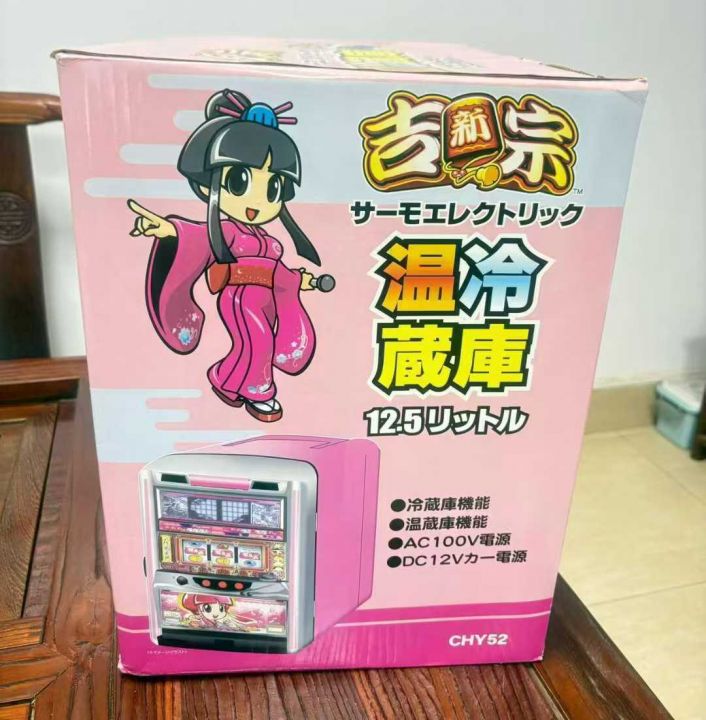 吉新宗
TM
サーモエレクトリック
温冷
蔵庫
12.5リットル
●冷蔵庫機能
●温蔵庫機能
●AC100V電源
●DC12Vカー電源
CHY52